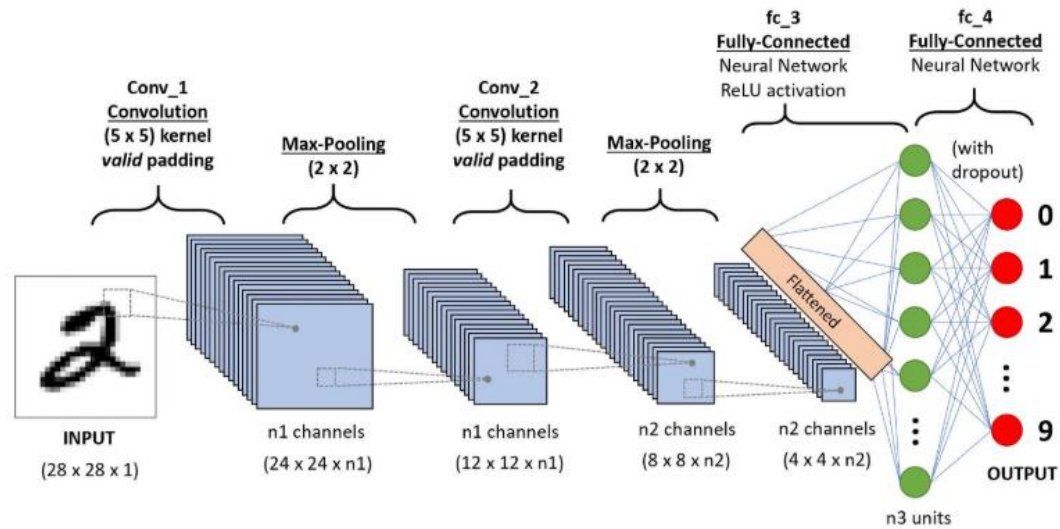 fc_3
Fully-Connected
Neural Network
ReLU activation
fc_4
Fully-Connected
Neural Network
Conv_1
Convolution
(5 x 5) kernel
valid padding
Max-Pooling
(2 x 2)
Conv_2
Convolution
(5 x 5) kernel
valid padding
Max-Pooling
(2 x 2)
(with
dropout)
INPUT
(28 x 28 x 1)
n1 channels
(24 x 24 x n1)
n1 channels
(12 x 12 x n1)
n2 channels
(8 x 8 x n2)
n2 channels
(4 x 4 x n2)
Flattened
n3 units
0
1
2
9
OUTPUT
2